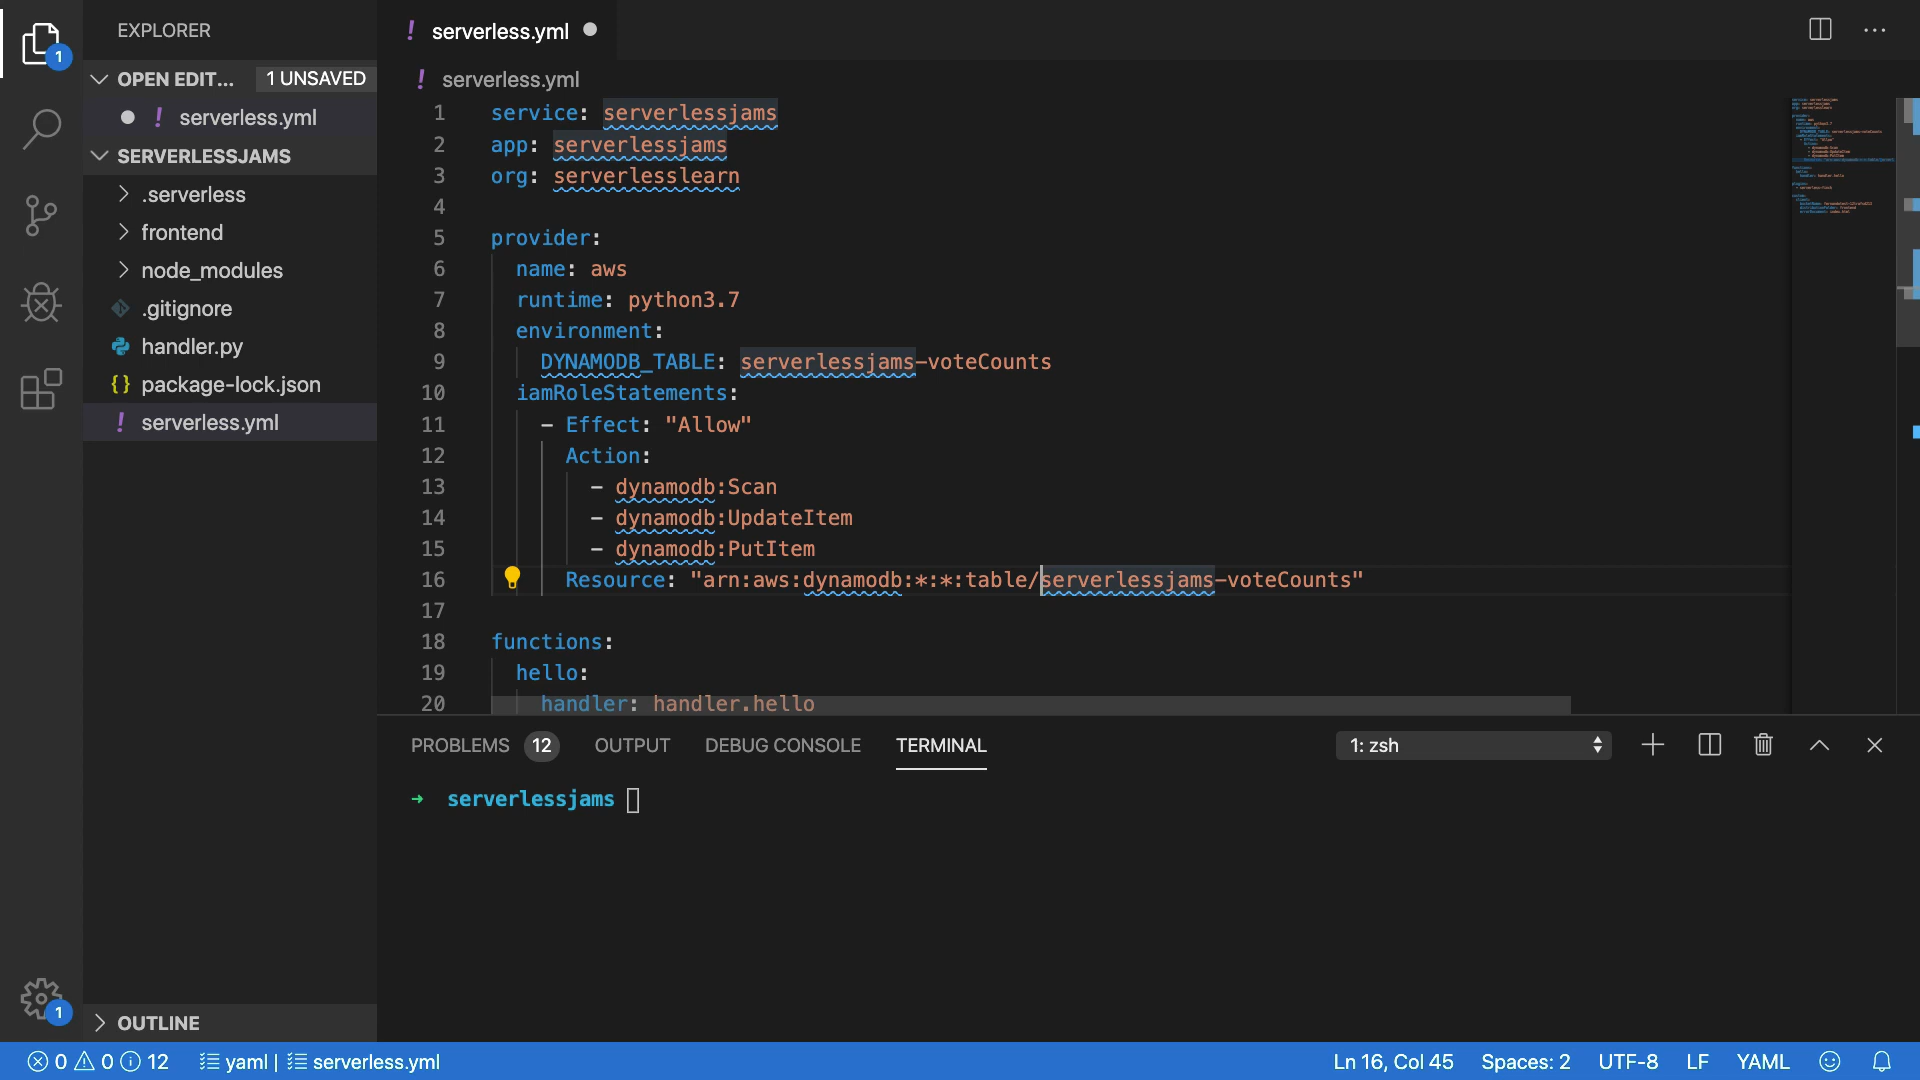 EXPLORER
OPEN EDIT... 1 UNSAVED
! serverless.yml
SERVERLESSJAMS
.serverless
frontend
node_modules
.gitignore
handler.py
{} package-lock.json
! serverless.yml
OUTLINE
1
1
! serverless.yml
! serverless.yml
1 service: serverlessjams
2 app: serverlessjams
3 org: serverlesslearn
4
5 provider:
6 name: aws
7 runtime: python3.7
8 environment:
9 DYNAMODB_TABLE: serverlessjams-voteCounts
10 iamRoleStatements:
11 - Effect: "Allow"
12 Action:
13 - dynamodb:Scan
14 - dynamodb:UpdateItem
15 - dynamodb:PutItem
16 Resource: "arn:aws:dynamodb:*:*:table/serverlessjams-voteCounts"
17
18 functions:
19 hello:
20 handler: handler.hello
PROBLEMS 12 OUTPUT DEBUG CONSOLE TERMINAL 1: zsh
→ serverlessjams
0 0 12 yaml | serverless.yml Ln 16, Col 45 Spaces: 2 UTF-8 LF YAML